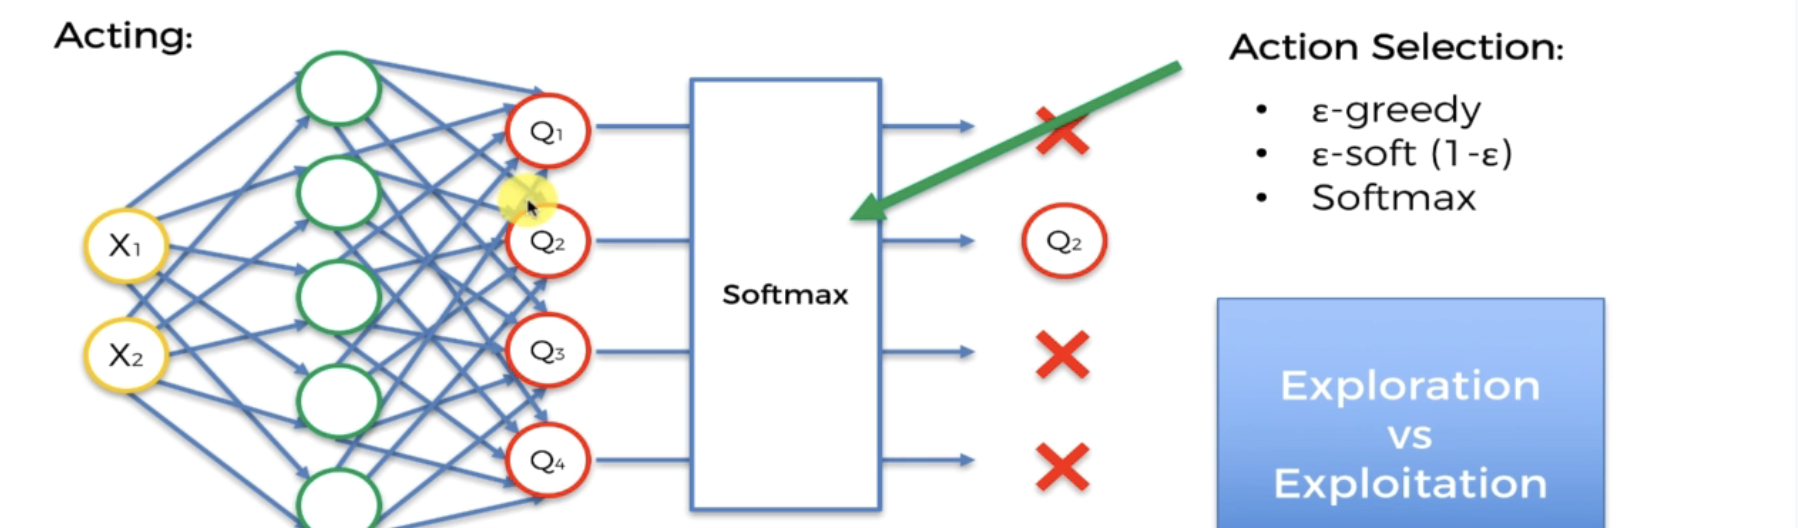 Acting:
X1
X2
Q1
Q2
Q3
Q4
Softmax
Q2
Action Selection:
• ε-greedy
• ε-soft (1-ε)
• Softmax
Exploration
vs
Exploitation